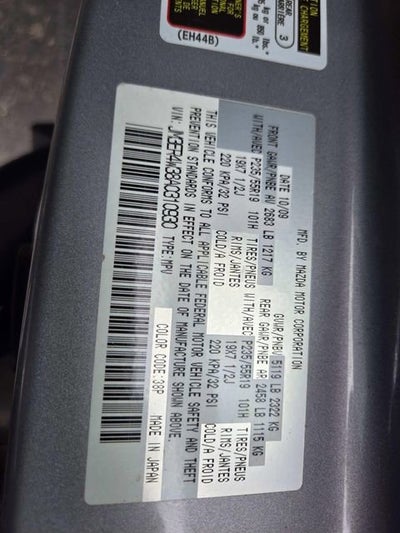 REAR
ARRIÈRE 3
(EH44B)
MFD. BY MAZDA MOTOR CORPORATION
DATE 10/09 GVWR/PNBV 5119 LB 2322 KG
FRONT GAWR/PNBE AV 2683 LB 1217 KG REAR GAWR/PNBE AR 2459 LB 1115 KG
WITH/AVEC P235/55R19 101H TIRES/PNEUS WITH/AVEC P235/55R19 101H TIRES/PNEUS
19X7 1/2J RIMS/JANTES 19X7 1/2J RIMS/JANTES
220 KPA/32 PSI COLD/A FROID 220 KPA/32 PSI COLD/A FROID
THIS VEHICLE CONFORMS TO ALL APPLICABLE FEDERAL MOTOR VEHICLE SAFETY AND THEFT
PREVENTION STANDARDS IN EFFECT ON THE DATE OF MANUFACTURE SHOWN ABOVE.
VIN: JM3ER4W38A0310930 TYPE:MPV COLOR CODE:38P
MADE IN JAPAN